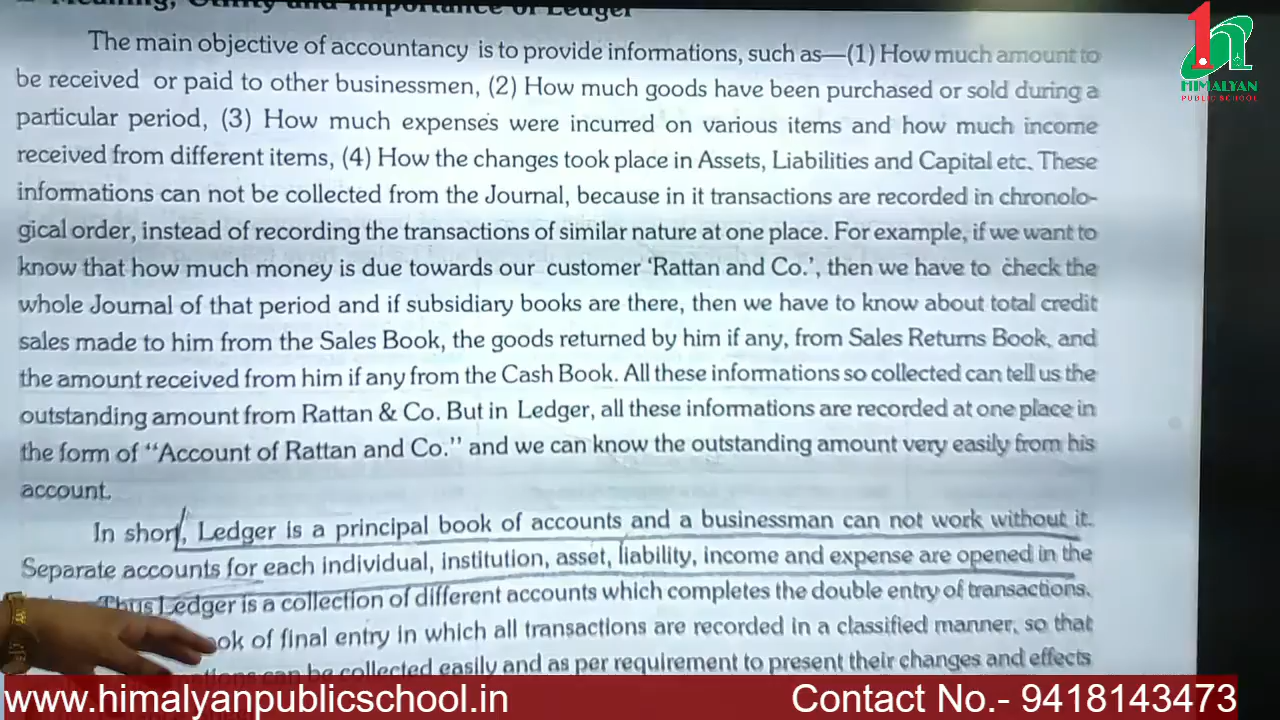 Meaning, Utility and Importance of Ledger
The main objective of accountancy is to provide informations, such as—(1) How much amount to
be received or paid to other businessmen, (2) How much goods have been purchased or sold during a
particular period, (3) How much expenses were incurred on various items and how much income
received from different items, (4) How the changes took place in Assets, Liabilities and Capital etc. These
informations can not be collected from the Journal, because in it transactions are recorded in chronolo-
gical order, instead of recording the transactions of similar nature at one place. For example, if we want to
know that how much money is due towards our customer ‘Rattan and Co.’, then we have to check the
whole Journal of that period and if subsidiary books are there, then we have to know about total credit
sales made to him from the Sales Book, the goods returned by him if any, from Sales Returns Book, and
the amount received from him if any from the Cash Book. All these informations so collected can tell us the
outstanding amount from Rattan & Co. But in Ledger, all these informations are recorded at one place in
the form of “Account of Rattan and Co.” and we can know the outstanding amount very easily from his
account.
In short, Ledger is a principal book of accounts and a businessman can not work without it.
Separate accounts for each individual, institution, asset, liability, income and expense are opened in the
Thus Ledger is a collection of different accounts which completes the double entry of transactions.
of final entry in which all transactions are recorded in a classified manner, so that
can be collected easily and as per requirement to present their changes and effects
HIMALYAN
PUBLIC SCHOOL
www.himalyanpublicschool.in
Contact No.- 9418143473